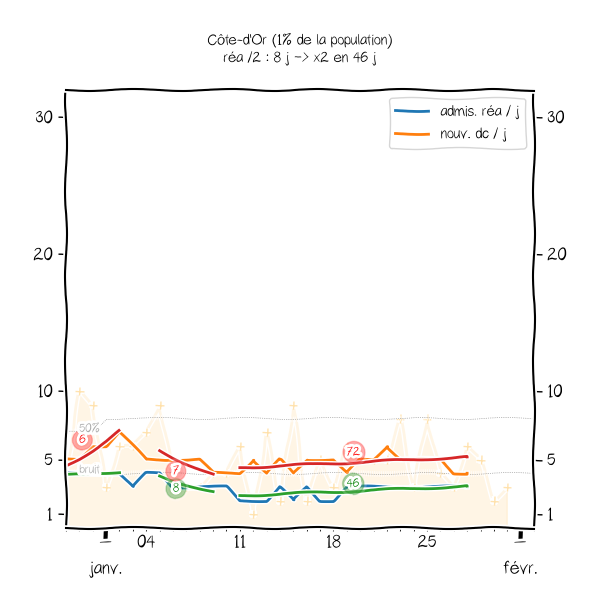 Côte-d'Or (1% de la population)
réa /2 : 8 j -> x2 en 46 j
admis. réa / j
nouv. dc / j
30
30
20
20
10
10
50%
6
72
5
5
7
bruit
46
8
1
1
04
11
18
25
janv.
févr.